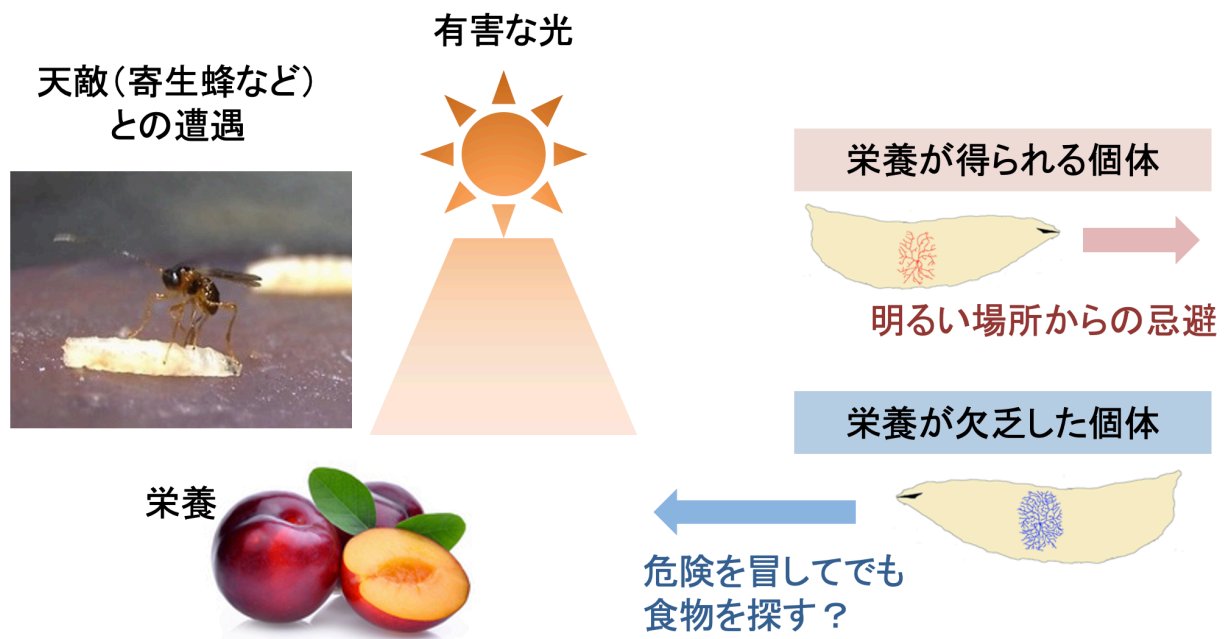 有害な光
天敵（寄生蜂など）
との遭遇
栄養が得られる個体
明るい場所からの忌避
栄養が欠乏した個体
栄養
危険を冒してでも
食物を探す？